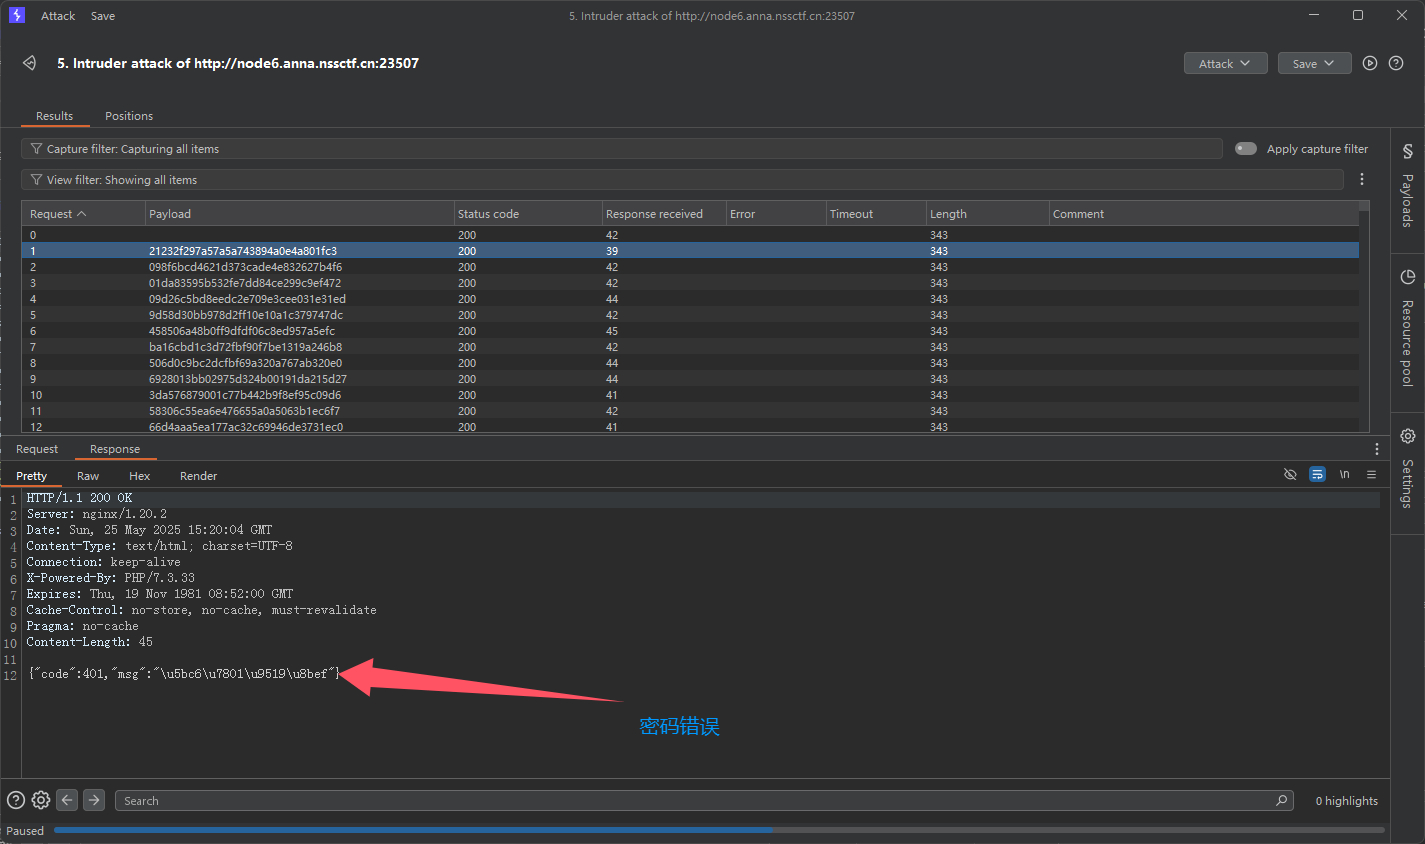 Attack Save 5. Intruder attack of http://node6.anna.nssctf.cn:23507
5. Intruder attack of http://node6.anna.nssctf.cn:23507 Attack Save
Results Positions
Capture filter: Capturing all items Apply capture filter
View filter: Showing all items
Request Payload Status code Response received Error Timeout Length Comment
0 200 42 343
1 21232f297a57a5a743894a0e4a801fc3 200 39 343
2 098f6bcd4621d373cade4e832627b4f6 200 42 343
3 01da83595b532fe7dd84ce299c9ef472 200 42 343
4 09d26c5bd8eedc2e709e3cee031e31ed 200 44 343
5 9d58d30bb978d2ff10e10a1c379747dc 200 42 343
6 458506a48b0ff9dfdf06c8ed957a5efc 200 45 343
7 ba16cbd1c3d72fbf90f7be1319a246b8 200 42 343
8 506d0c9bc2dcfbf69a320a767ab320e0 200 44 343
9 6928013bb02975d324b00191da215d27 200 44 343
10 3da576879001c77b442b9f8ef95c09d6 200 41 343
11 58306c55ea6e476655a0a5063b1ec6f7 200 42 343
12 66d4aaa5ea177ac32c69946de3731ec0 200 41 343
Payloads
Resource pool
Settings
Request Response
Pretty Raw Hex Render \n
1 HTTP/1.1 200 OK
2 Server: nginx/1.20.2
3 Date: Sun, 25 May 2025 15:20:04 GMT
4 Content-Type: text/html; charset=UTF-8
5 Connection: keep-alive
6 X-Powered-By: PHP/7.3.33
7 Expires: Thu, 19 Nov 1981 08:52:00 GMT
8 Cache-Control: no-store, no-cache, must-revalidate
9 Pragma: no-cache
10 Content-Length: 45
11
12 {"code":401,"msg":"\u5bc6\u7801\u9519\u8bef"}
密码错误
Search 0 highlights
Paused